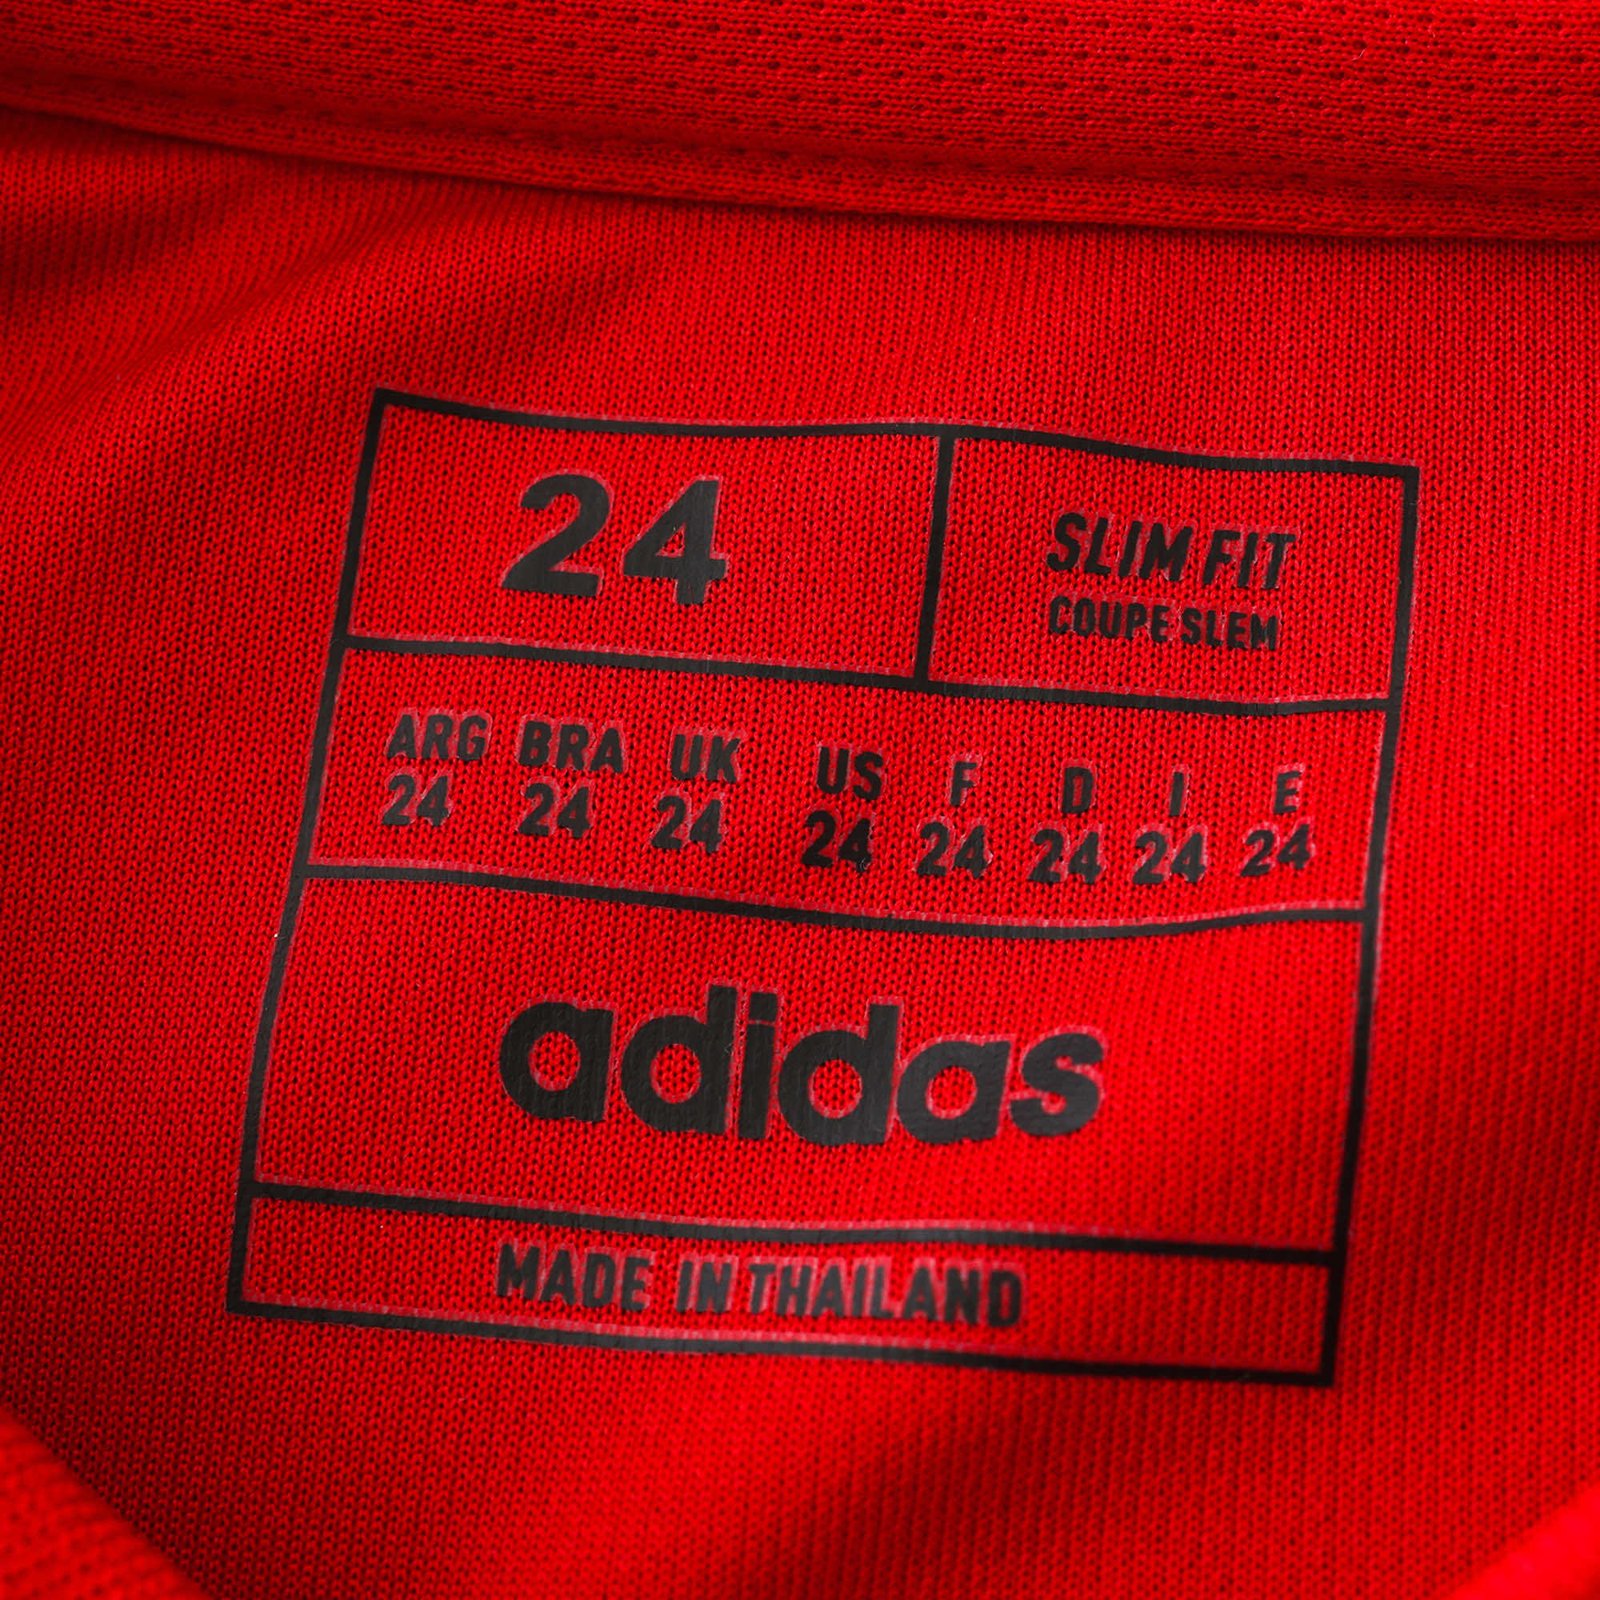 24
SLIM FIT
COUPE SLEM
ARG BRA UK US F D I E
24 24 24 24 24 24 24 24
adidas
MADE IN THAILAND